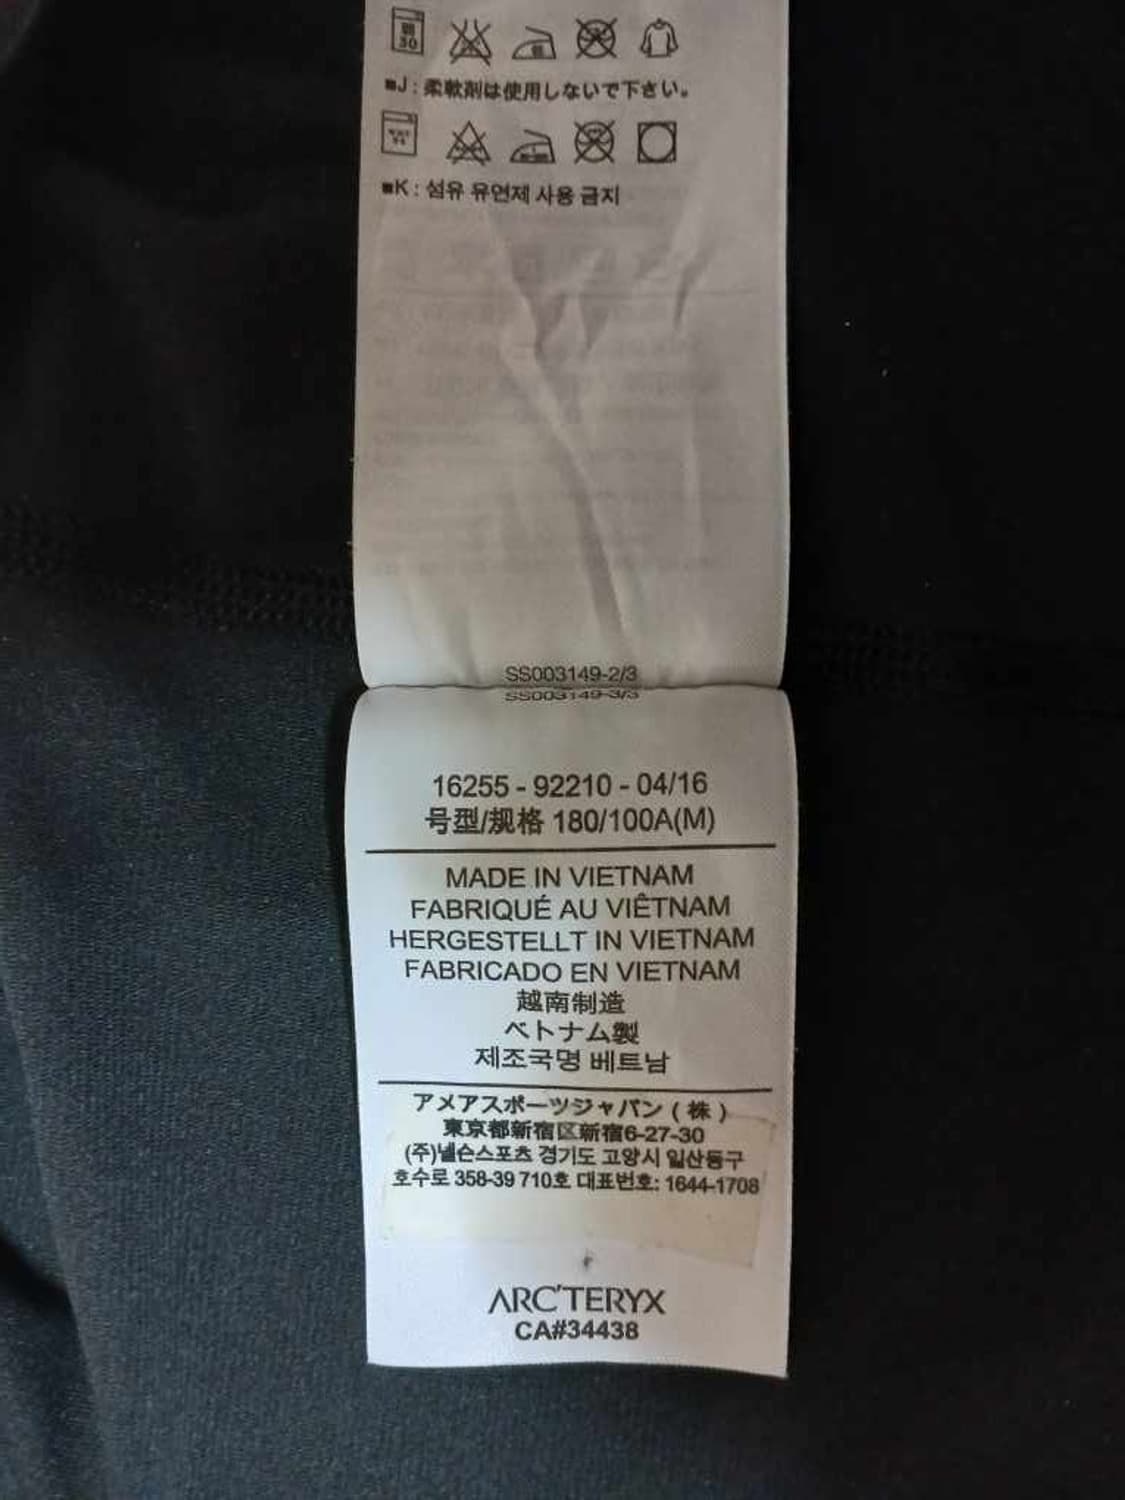 30
■J : 柔軟剤は使用しないで下さい。
■K : 섬유 유연제 사용 금지
SS003149-2/3
SS003149-3/3
16255 - 92210 - 04/16
号型/规格 180/100A(M)
MADE IN VIETNAM
FABRIQUÉ AU VIÊTNAM
HERGESTELLT IN VIETNAM
FABRICADO EN VIETNAM
越南制造
ベトナム製
제조국명 베트남
アメアスポーツジャパン ( 株 )
東京都新宿区新宿6-27-30
(주)넬슨스포츠 경기도 고양시 일산동구
호수로 358-39 710호 대표번호: 1644-1708
ARC'TERYX
CA#34438